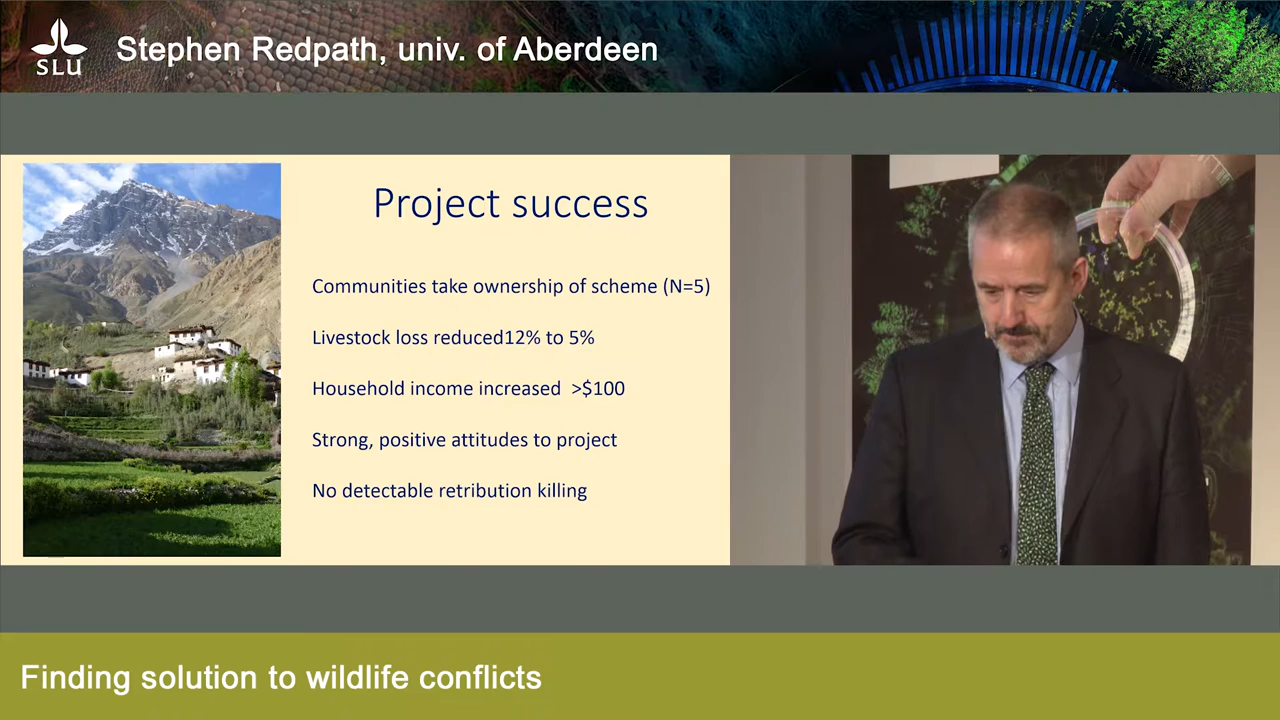 SLU
Stephen Redpath, univ. of Aberdeen
Project success
Communities take ownership of scheme (N=5)
Livestock loss reduced12% to 5%
Household income increased >$100
Strong, positive attitudes to project
No detectable retribution killing
Finding solution to wildlife conflicts